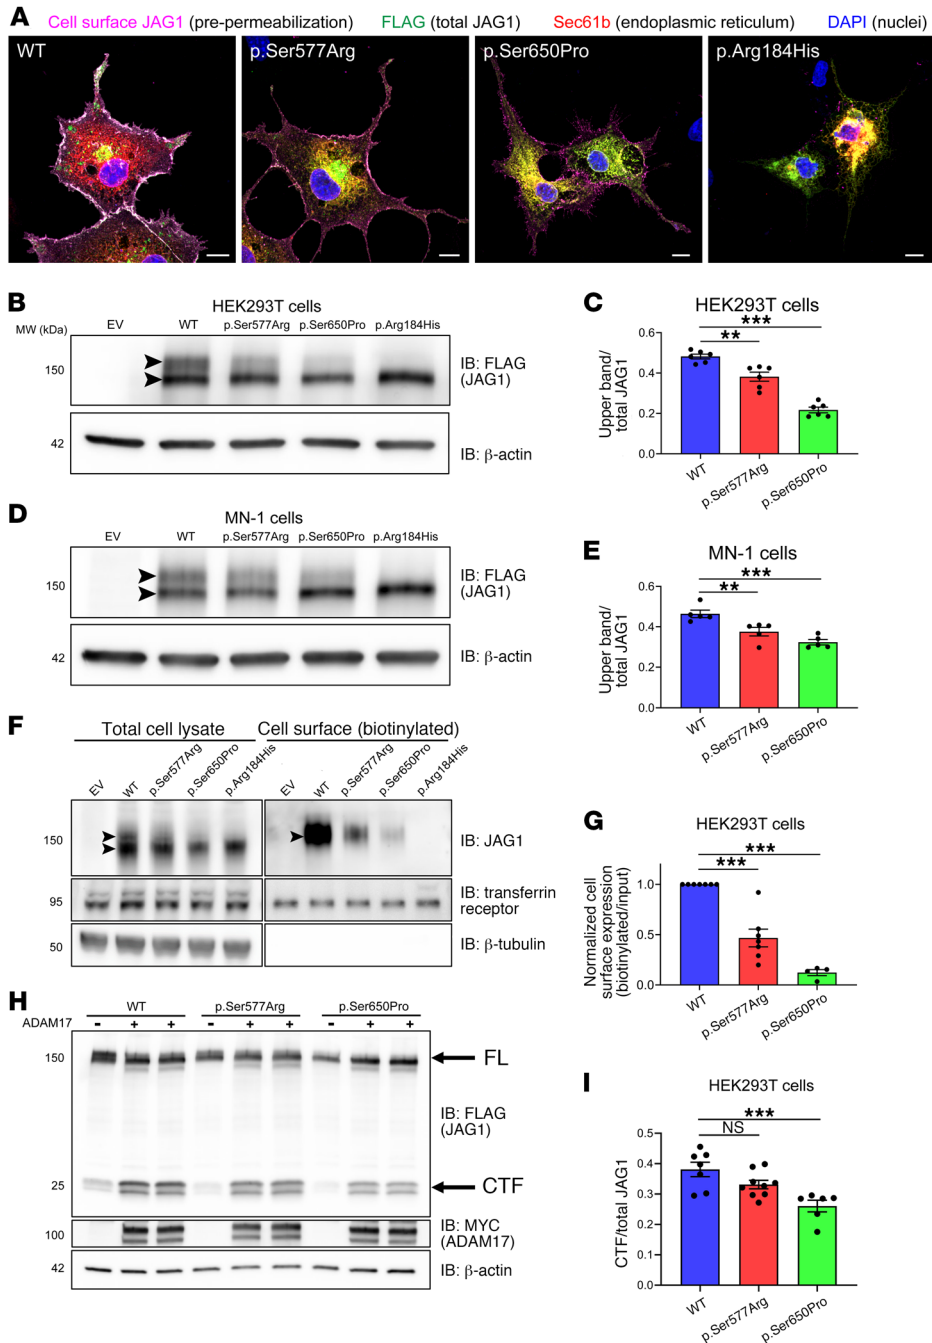 A Cell surface JAG1 (pre-permeabilization) FLAG (total JAG1) Sec61b (endoplasmic reticulum) DAPI (nuclei)
WT p.Ser577Arg p.Ser650Pro p.Arg184His
B HEK293T cells
MW (kDa) EV WT p.Ser577Arg p.Ser650Pro p.Arg184His
150 IB: FLAG
(JAG1)
42 IB: β-actin
C HEK293T cells
***
**
0.6
0.4
0.2
0.0
Upper band/
total JAG1
WT p.Ser577Arg p.Ser650Pro
D MN-1 cells
EV WT p.Ser577Arg p.Ser650Pro p.Arg184His
150 IB: FLAG
(JAG1)
42 IB: β-actin
E MN-1 cells
***
**
0.6
0.4
0.2
0.0
Upper band/
total JAG1
WT p.Ser577Arg p.Ser650Pro
F Total cell lysate Cell surface (biotinylated)
EV WT p.Ser577Arg p.Ser650Pro p.Arg184His EV WT p.Ser577Arg p.Ser650Pro p.Arg184His
150 IB: JAG1
95 IB: transferrin
receptor
50 IB: β-tubulin
G HEK293T cells
***
***
1.0
0.5
0.0
Normalized cell
surface expression
(biotinylated/input)
WT p.Ser577Arg p.Ser650Pro
H WT p.Ser577Arg p.Ser650Pro
ADAM17 - + + - + + - + +
150 FL
IB: FLAG
(JAG1)
25 CTF
100 IB: MYC
(ADAM17)
42 IB: β-actin
I HEK293T cells
***
NS
0.5
0.4
0.3
0.2
0.1
0.0
CTF/total JAG1
WT p.Ser577Arg p.Ser650Pro